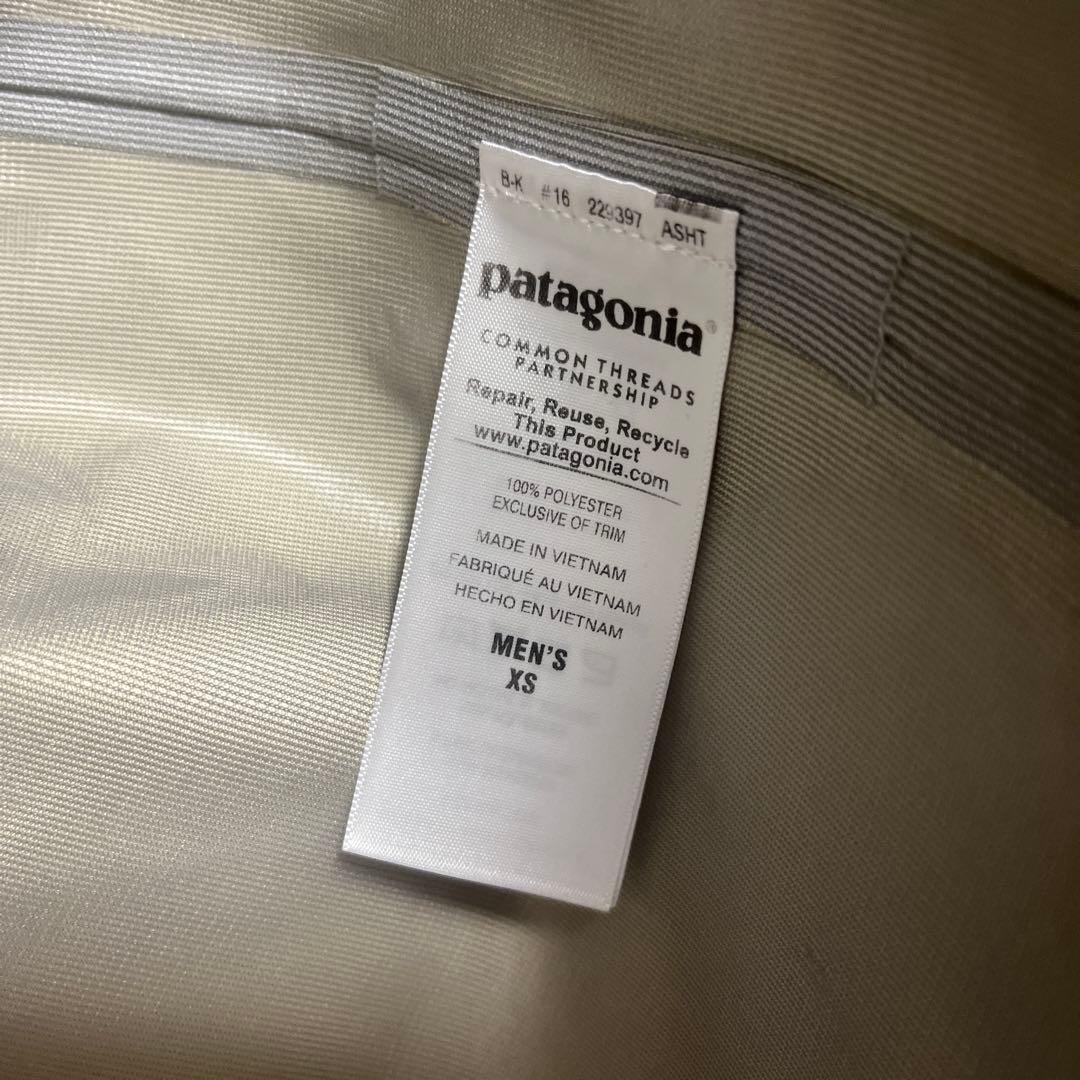 B-K #16 229397 ASHT
patagonia®
COMMON THREADS
PARTNERSHIP
Repair, Reuse, Recycle
This Product
www.patagonia.com
100% POLYESTER
EXCLUSIVE OF TRIM
MADE IN VIETNAM
FABRIQUÉ AU VIETNAM
HECHO EN VIETNAM
MEN'S
XS